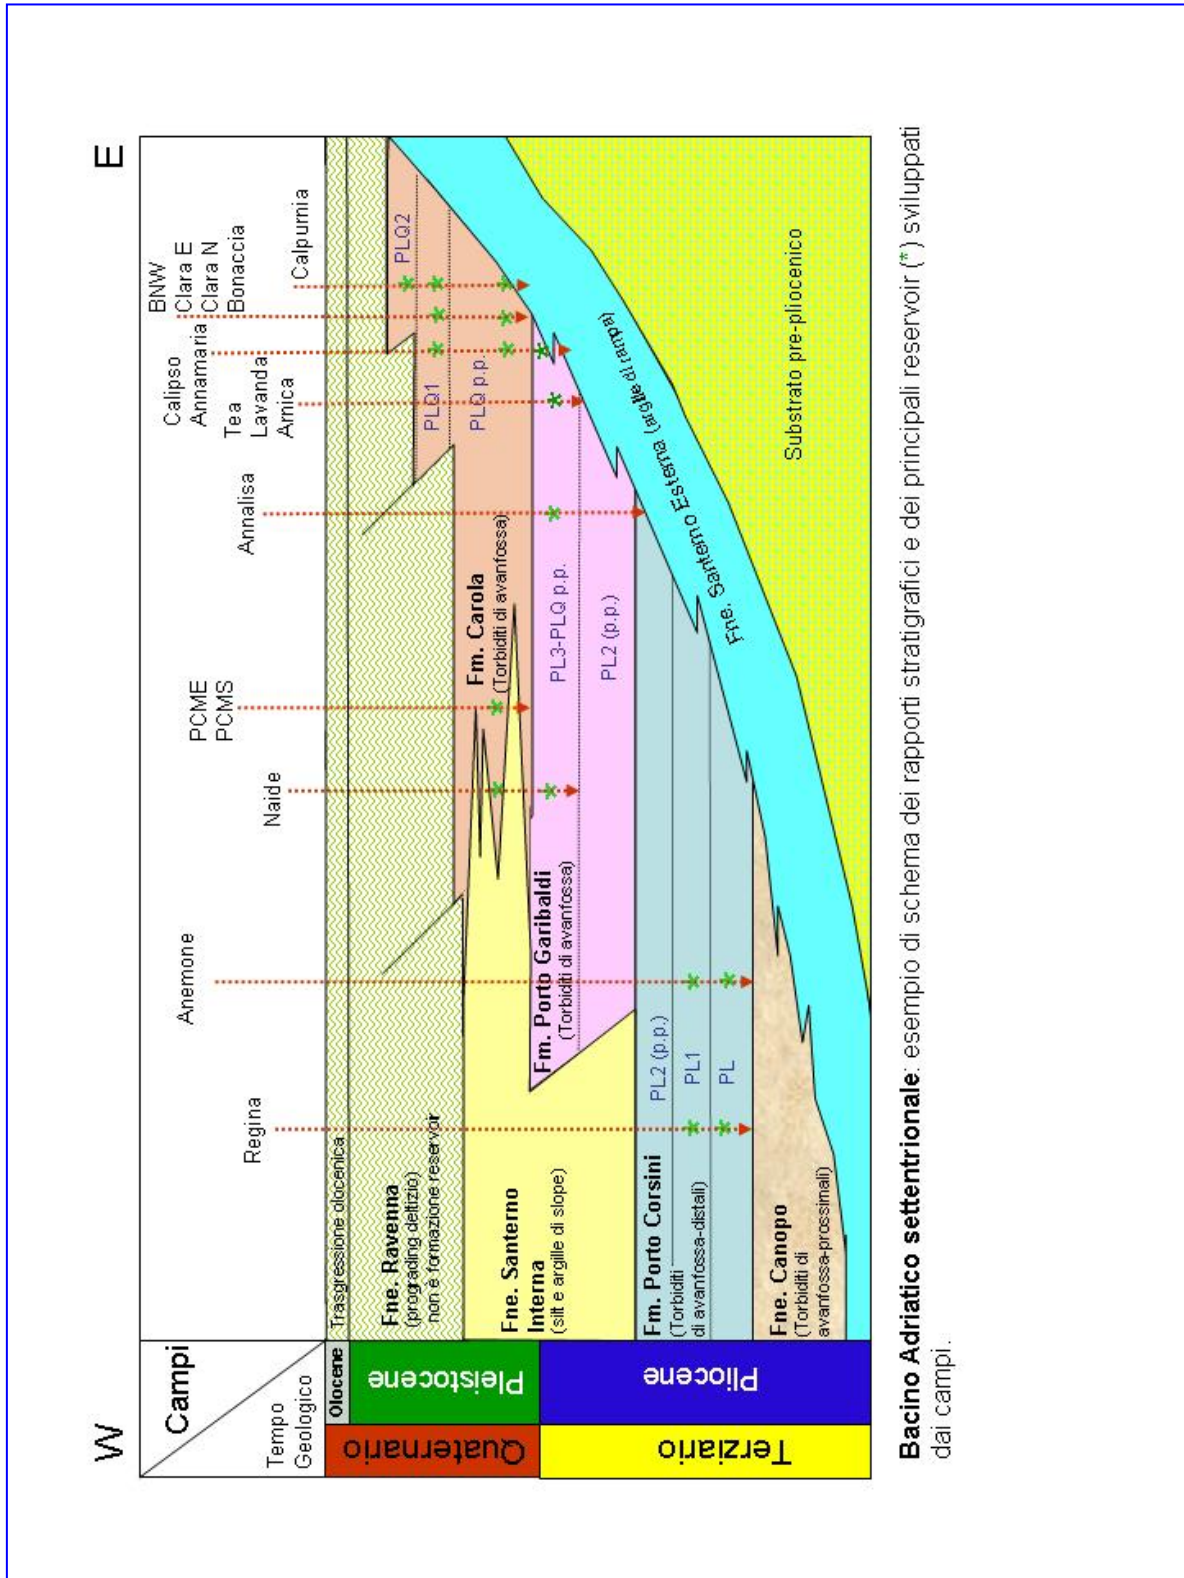 W
E
Campi
Tempo
Geologico
Regina
Anemone
Naide
PCME
PCMS
Annalisa
Calipso
Annamaria
Tea
Lavanda
Arnica
BNW
Clara E
Clara N
Bonaccia
Calpurnia
Quaternario
Terziario
Olocene
Pleistocene
Pliocene
Trasgressione olocenica
Fne. Ravenna
(prograding deltizio)
non è formazione reservoir
Fne. Santerno
Interna
(silt e argille di slope)
Fm. Carola
(Torbiditi di avanfossa)
PLQ2
PLQ1
PLQ p.p.
Fm. Porto Garibaldi
(Torbiditi di avanfossa)
PL3-PLQ p.p.
PL2 (p.p.)
Fm. Porto Corsini
(Torbiditi
di avanfossa-distali)
PL2 (p.p.)
PL1
PL
Fne. Canopo
(Torbiditi di
avanfossa-prossimali)
Fne. Santerno Esterna (argille di rampa)
Substrato pre-pliocenico
Bacino Adriatico settentrionale: esempio di schema dei rapporti stratigrafici e dei principali reservoir (*) sviluppati
dai campi.